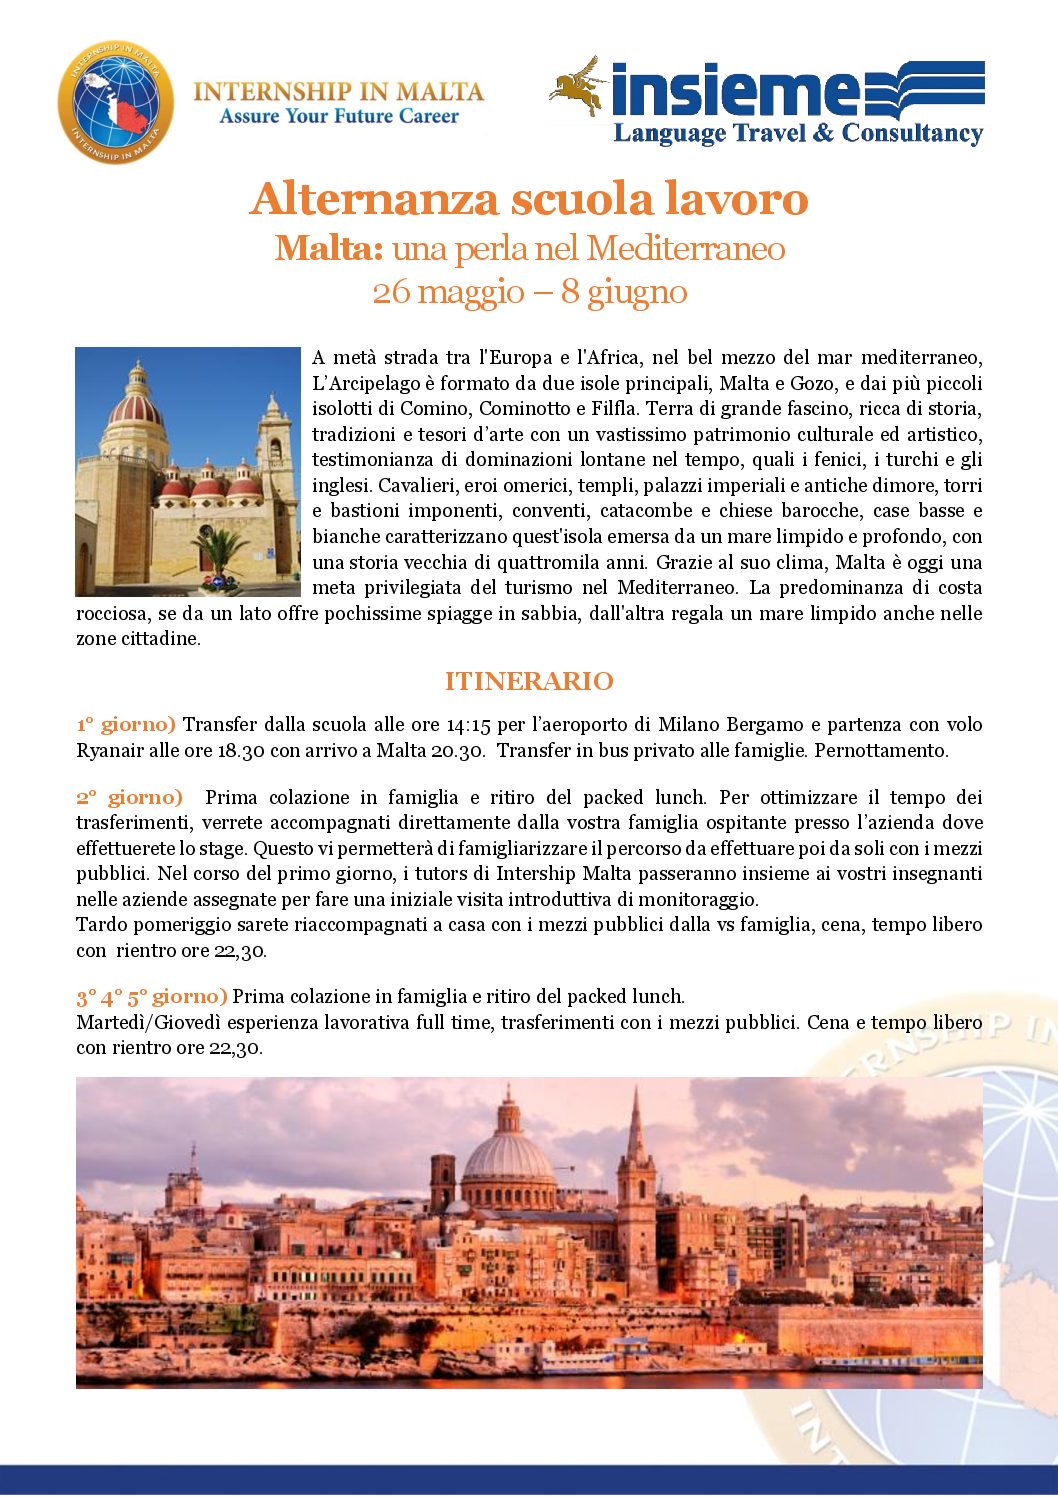 INTERNSHIP IN MALTA
INTERNSHIP IN MALTA
INTERNSHIP IN MALTA
Assure Your Future Career
insieme
Language Travel & Consultancy
Alternanza scuola lavoro
Malta: una perla nel Mediterraneo
26 maggio – 8 giugno
A metà strada tra l'Europa e l'Africa, nel bel mezzo del mar mediterraneo,
L’Arcipelago è formato da due isole principali, Malta e Gozo, e dai più piccoli
isolotti di Comino, Cominotto e Filfla. Terra di grande fascino, ricca di storia,
tradizioni e tesori d’arte con un vastissimo patrimonio culturale ed artistico,
testimonianza di dominazioni lontane nel tempo, quali i fenici, i turchi e gli
inglesi. Cavalieri, eroi omerici, templi, palazzi imperiali e antiche dimore, torri
e bastioni imponenti, conventi, catacombe e chiese barocche, case basse e
bianche caratterizzano quest'isola emersa da un mare limpido e profondo, con
una storia vecchia di quattromila anni. Grazie al suo clima, Malta è oggi una
meta privilegiata del turismo nel Mediterraneo. La predominanza di costa
rocciosa, se da un lato offre pochissime spiagge in sabbia, dall'altra regala un mare limpido anche nelle
zone cittadine.
ITINERARIO
1° giorno) Transfer dalla scuola alle ore 14:15 per l’aeroporto di Milano Bergamo e partenza con volo
Ryanair alle ore 18.30 con arrivo a Malta 20.30. Transfer in bus privato alle famiglie. Pernottamento.
2° giorno) Prima colazione in famiglia e ritiro del packed lunch. Per ottimizzare il tempo dei
trasferimenti, verrete accompagnati direttamente dalla vostra famiglia ospitante presso l’azienda dove
effettuerete lo stage. Questo vi permetterà di famigliarizzare il percorso da effettuare poi da soli con i mezzi
pubblici. Nel corso del primo giorno, i tutors di Intership Malta passeranno insieme ai vostri insegnanti
nelle aziende assegnate per fare una iniziale visita introduttiva di monitoraggio.
Tardo pomeriggio sarete riaccompagnati a casa con i mezzi pubblici dalla vs famiglia, cena, tempo libero
con rientro ore 22,30.
3° 4° 5° giorno) Prima colazione in famiglia e ritiro del packed lunch.
Martedì/Giovedì esperienza lavorativa full time, trasferimenti con i mezzi pubblici. Cena e tempo libero
con rientro ore 22,30.
ERNSHIP IN
INTE